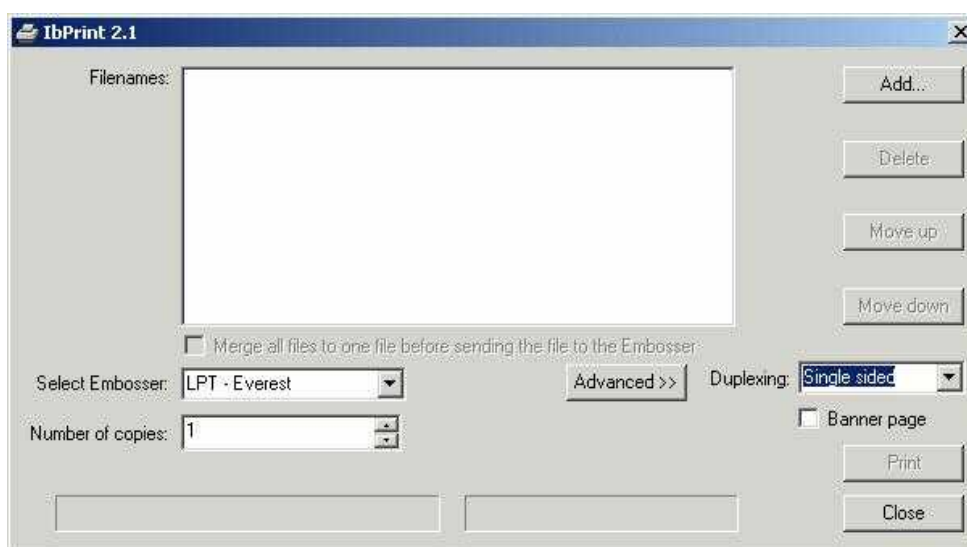 IbPrint 2.1
Filenames:
Add...
Delete
Move up
Move down
Merge all files to one file before sending the file to the Embosser
Select Embosser: LPT - Everest
Advanced >>
Duplexing: Single sided
Number of copies: 1
Banner page
Print
Close